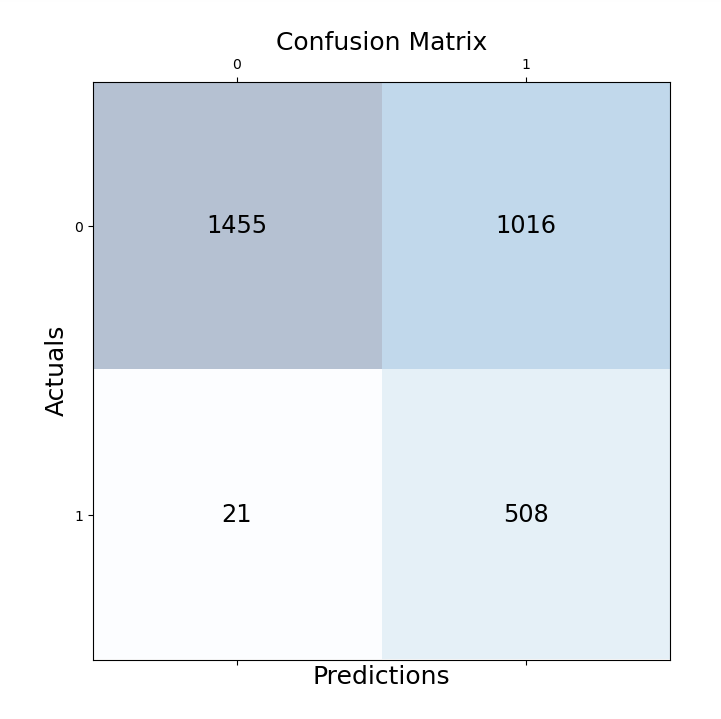 Confusion Matrix
0 1
0 1455 1016
Actuals
1 21 508
Predictions